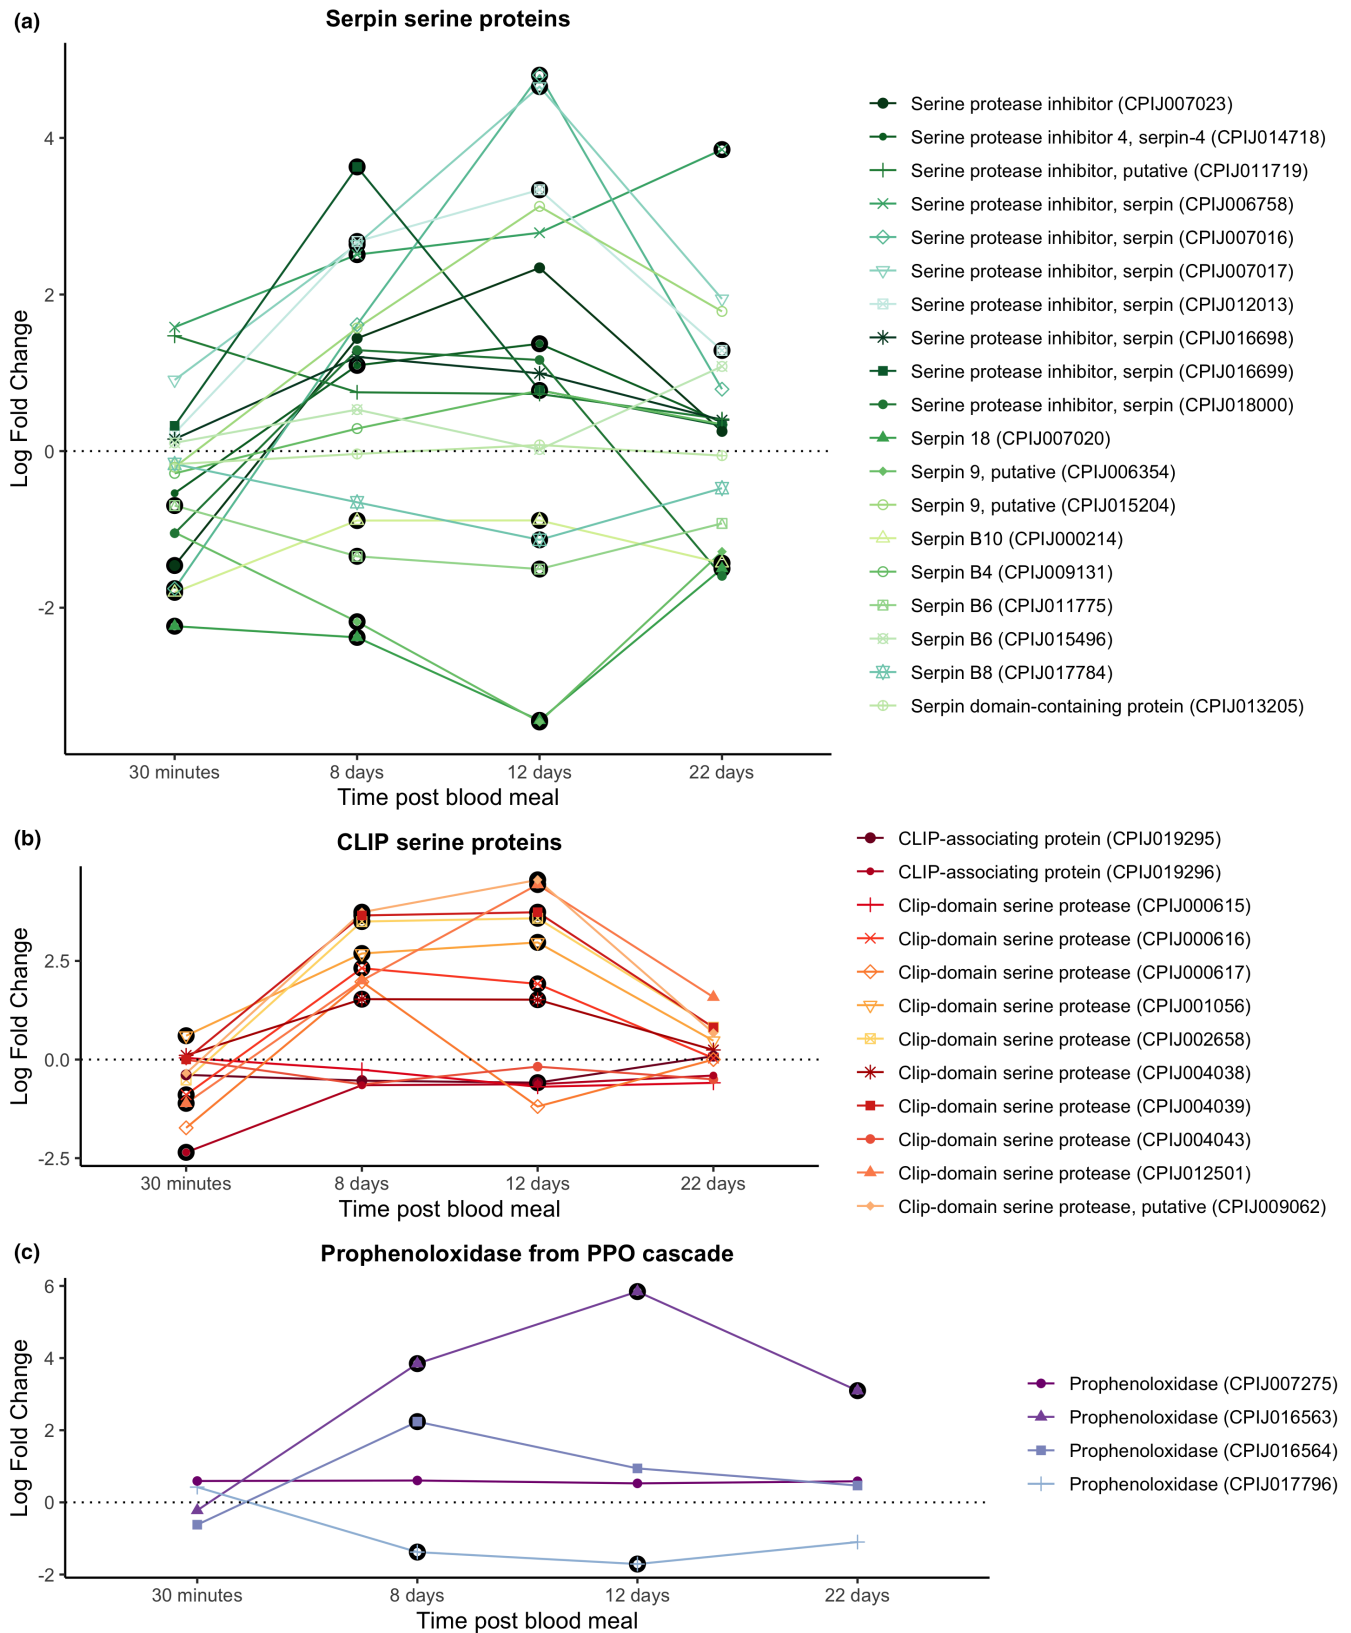 (a)
Serpin serine proteins
Log Fold Change
4
2
0
-2
30 minutes
8 days
12 days
22 days
Time post blood meal
Serine protease inhibitor (CPIJ007023)
Serine protease inhibitor 4, serpin-4 (CPIJ014718)
Serine protease inhibitor, putative (CPIJ011719)
Serine protease inhibitor, serpin (CPIJ006758)
Serine protease inhibitor, serpin (CPIJ007016)
Serine protease inhibitor, serpin (CPIJ007017)
Serine protease inhibitor, serpin (CPIJ012013)
Serine protease inhibitor, serpin (CPIJ016698)
Serine protease inhibitor, serpin (CPIJ016699)
Serine protease inhibitor, serpin (CPIJ018000)
Serpin 18 (CPIJ007020)
Serpin 9, putative (CPIJ006354)
Serpin 9, putative (CPIJ015204)
Serpin B10 (CPIJ000214)
Serpin B4 (CPIJ009131)
Serpin B6 (CPIJ011775)
Serpin B6 (CPIJ015496)
Serpin B8 (CPIJ017784)
Serpin domain-containing protein (CPIJ013205)
(b)
CLIP serine proteins
Log Fold Change
2.5
0.0
-2.5
30 minutes
8 days
12 days
22 days
Time post blood meal
CLIP-associating protein (CPIJ019295)
CLIP-associating protein (CPIJ019296)
Clip-domain serine protease (CPIJ000615)
Clip-domain serine protease (CPIJ000616)
Clip-domain serine protease (CPIJ000617)
Clip-domain serine protease (CPIJ001056)
Clip-domain serine protease (CPIJ002658)
Clip-domain serine protease (CPIJ004038)
Clip-domain serine protease (CPIJ004039)
Clip-domain serine protease (CPIJ004043)
Clip-domain serine protease (CPIJ012501)
Clip-domain serine protease, putative (CPIJ009062)
(c)
Prophenoloxidase from PPO cascade
Log Fold Change
6
4
2
0
-2
30 minutes
8 days
12 days
22 days
Time post blood meal
Prophenoloxidase (CPIJ007275)
Prophenoloxidase (CPIJ016563)
Prophenoloxidase (CPIJ016564)
Prophenoloxidase (CPIJ017796)